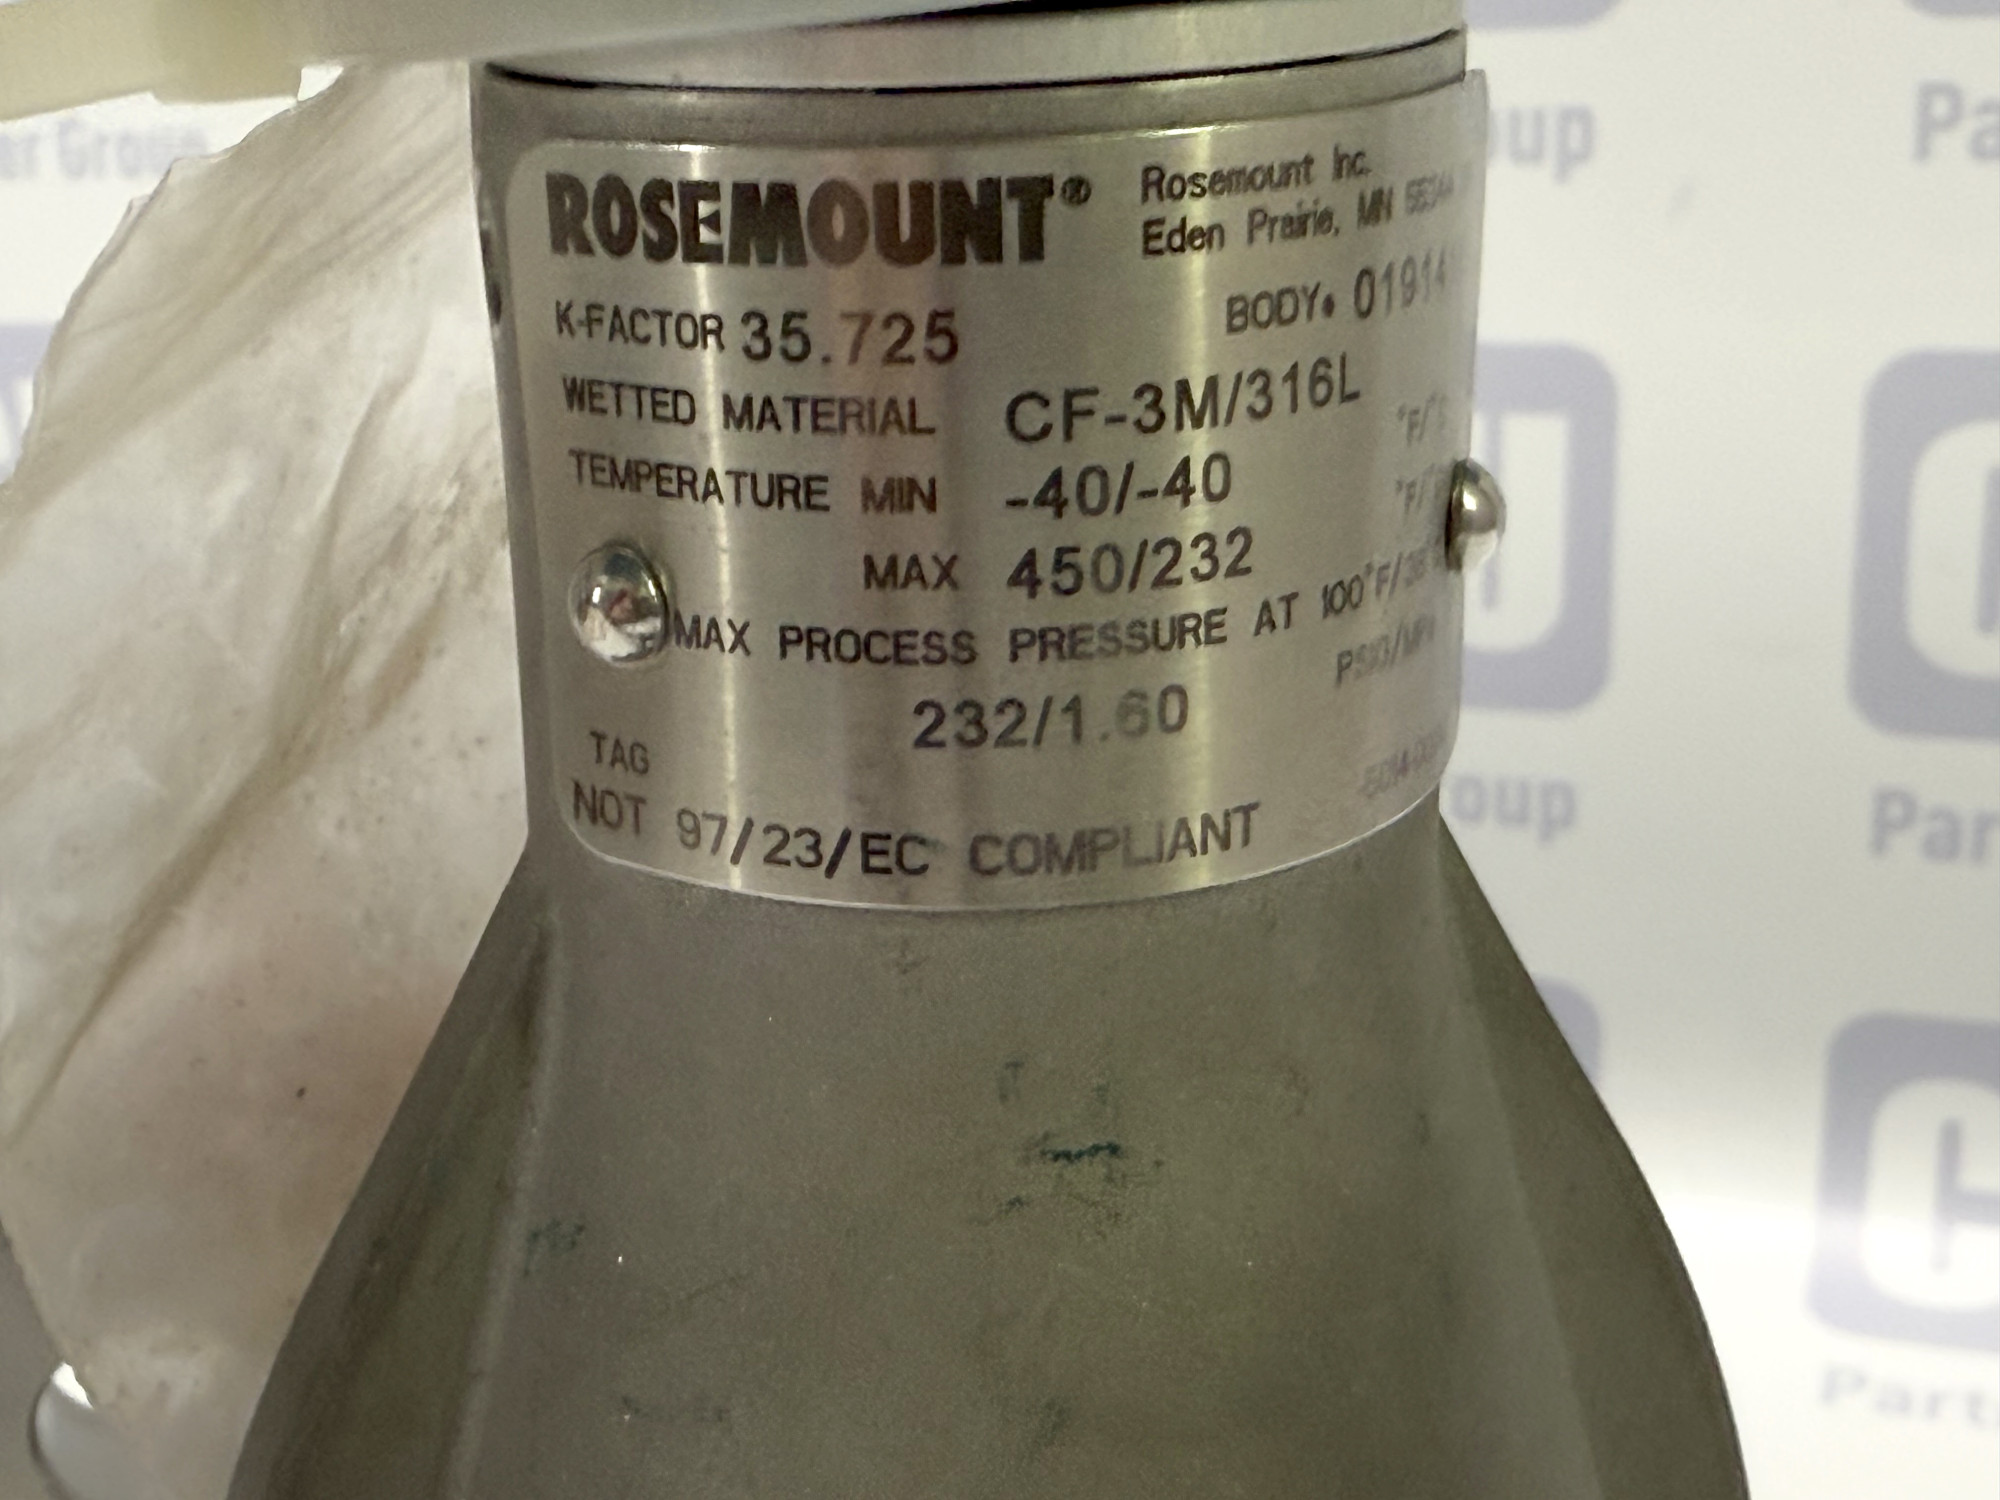 ROSEMOUNT®
Rosemount Inc.
Eden Prairie, MN
K-FACTOR 35.725
BODY•
WETTED MATERIAL CF-3M/316L
TEMPERATURE MIN -40/-40
MAX 450/232
MAX PROCESS PRESSURE AT 100°F/
232/1.60
TAG
NOT 97/23/EC COMPLIANT